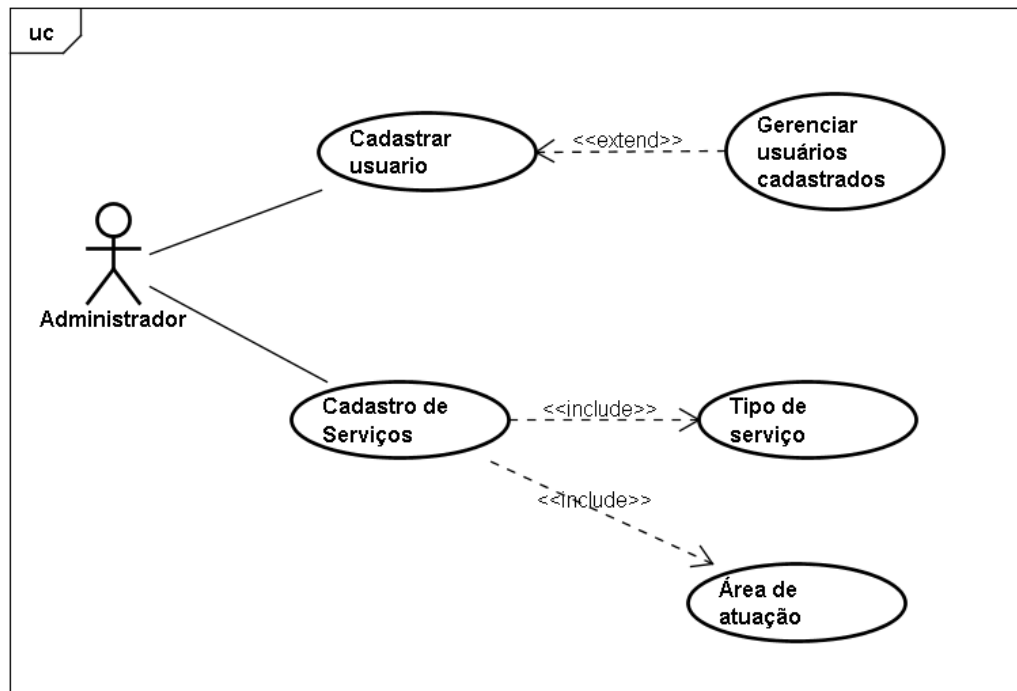 uc
Cadastrar
usuario
<<extend>>
Gerenciar
usuários
cadastrados
Administrador
Cadastro de
Serviços
<<include>>
Tipo de
serviço
<<include>>
Área de
atuação